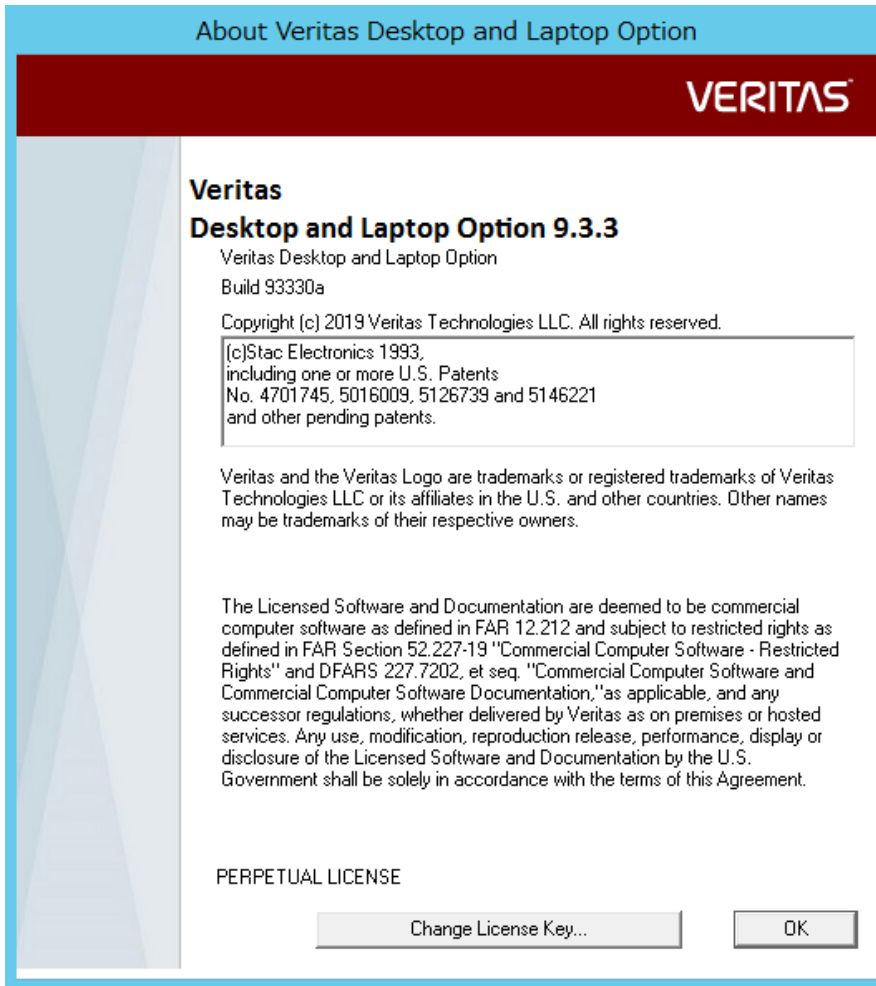 About Veritas Desktop and Laptop Option
VERITAS
Veritas
Desktop and Laptop Option 9.3.3
Veritas Desktop and Laptop Option
Build 93330a
Copyright (c) 2019 Veritas Technologies LLC. All rights reserved.
(c)Stac Electronics 1993,
including one or more U.S. Patents
No. 4701745, 5016009, 5126739 and 5146221
and other pending patents.
Veritas and the Veritas Logo are trademarks or registered trademarks of Veritas
Technologies LLC or its affiliates in the U.S. and other countries. Other names
may be trademarks of their respective owners.
The Licensed Software and Documentation are deemed to be commercial
computer software as defined in FAR 12.212 and subject to restricted rights as
defined in FAR Section 52.227-19 "Commercial Computer Software - Restricted
Rights" and DFARS 227.7202, et seq. "Commercial Computer Software and
Commercial Computer Software Documentation,"as applicable, and any
successor regulations, whether delivered by Veritas as on premises or hosted
services. Any use, modification, reproduction release, performance, display or
disclosure of the Licensed Software and Documentation by the U.S.
Government shall be solely in accordance with the terms of this Agreement.
PERPETUAL LICENSE
Change License Key...
OK